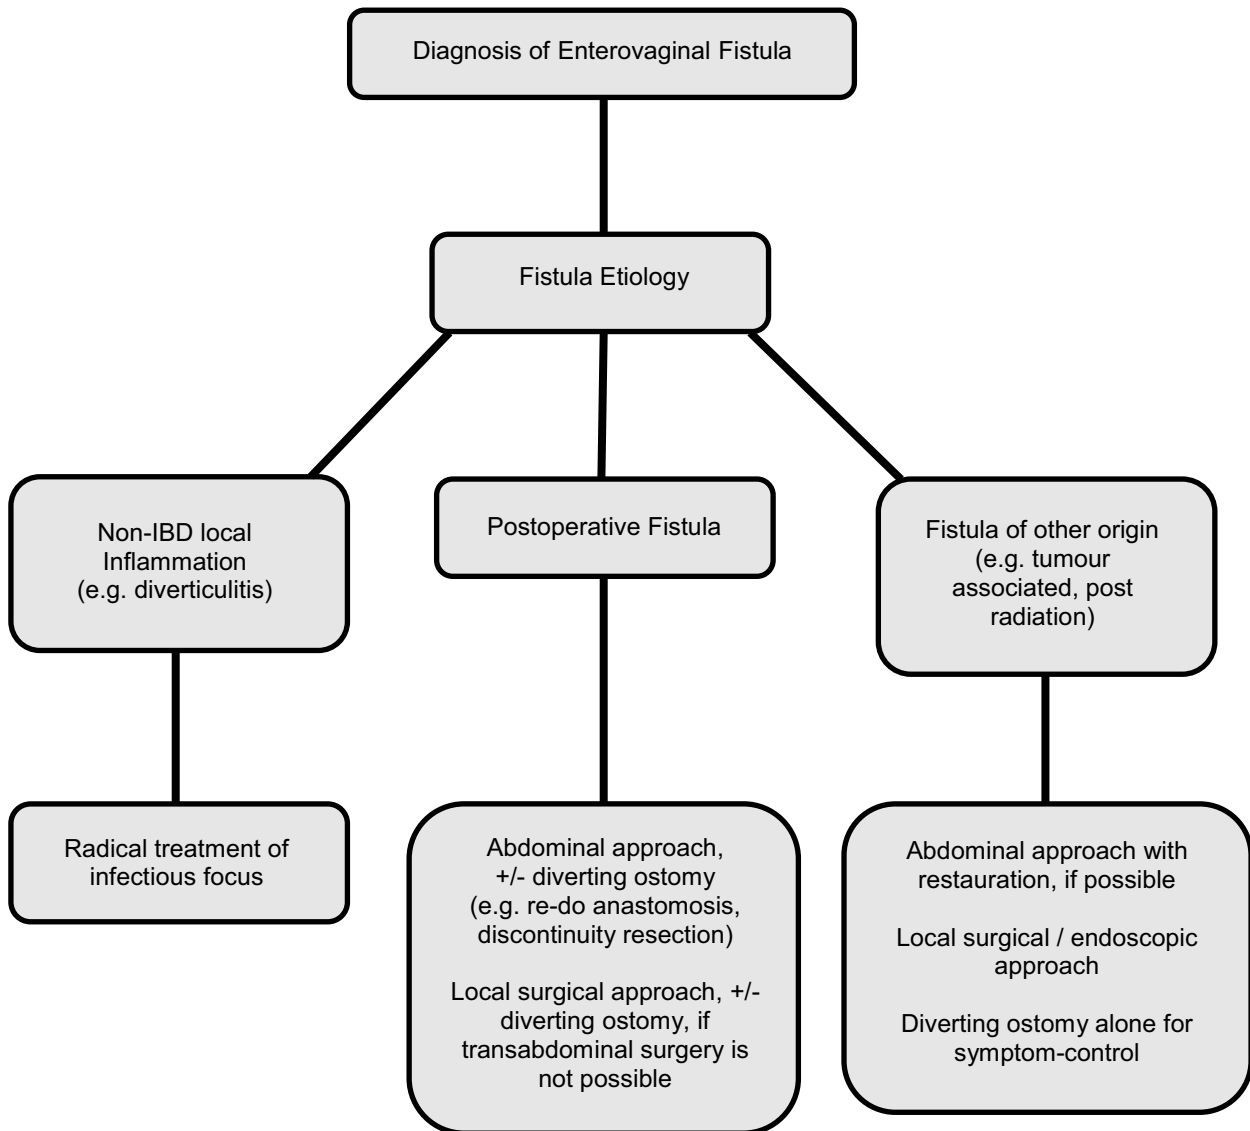 Diagnosis of Enterovaginal Fistula
Fistula Etiology
Non-IBD local
Inflammation
(e.g. diverticulitis)
Postoperative Fistula
Fistula of other origin
(e.g. tumour
associated, post
radiation)
Radical treatment of
infectious focus
Abdominal approach,
+/- diverting ostomy
(e.g. re-do anastomosis,
discontinuity resection)
Local surgical approach, +/-
diverting ostomy, if
transabdominal surgery is
not possible
Abdominal approach with
restauration, if possible
Local surgical / endoscopic
approach
Diverting ostomy alone for
symptom-control